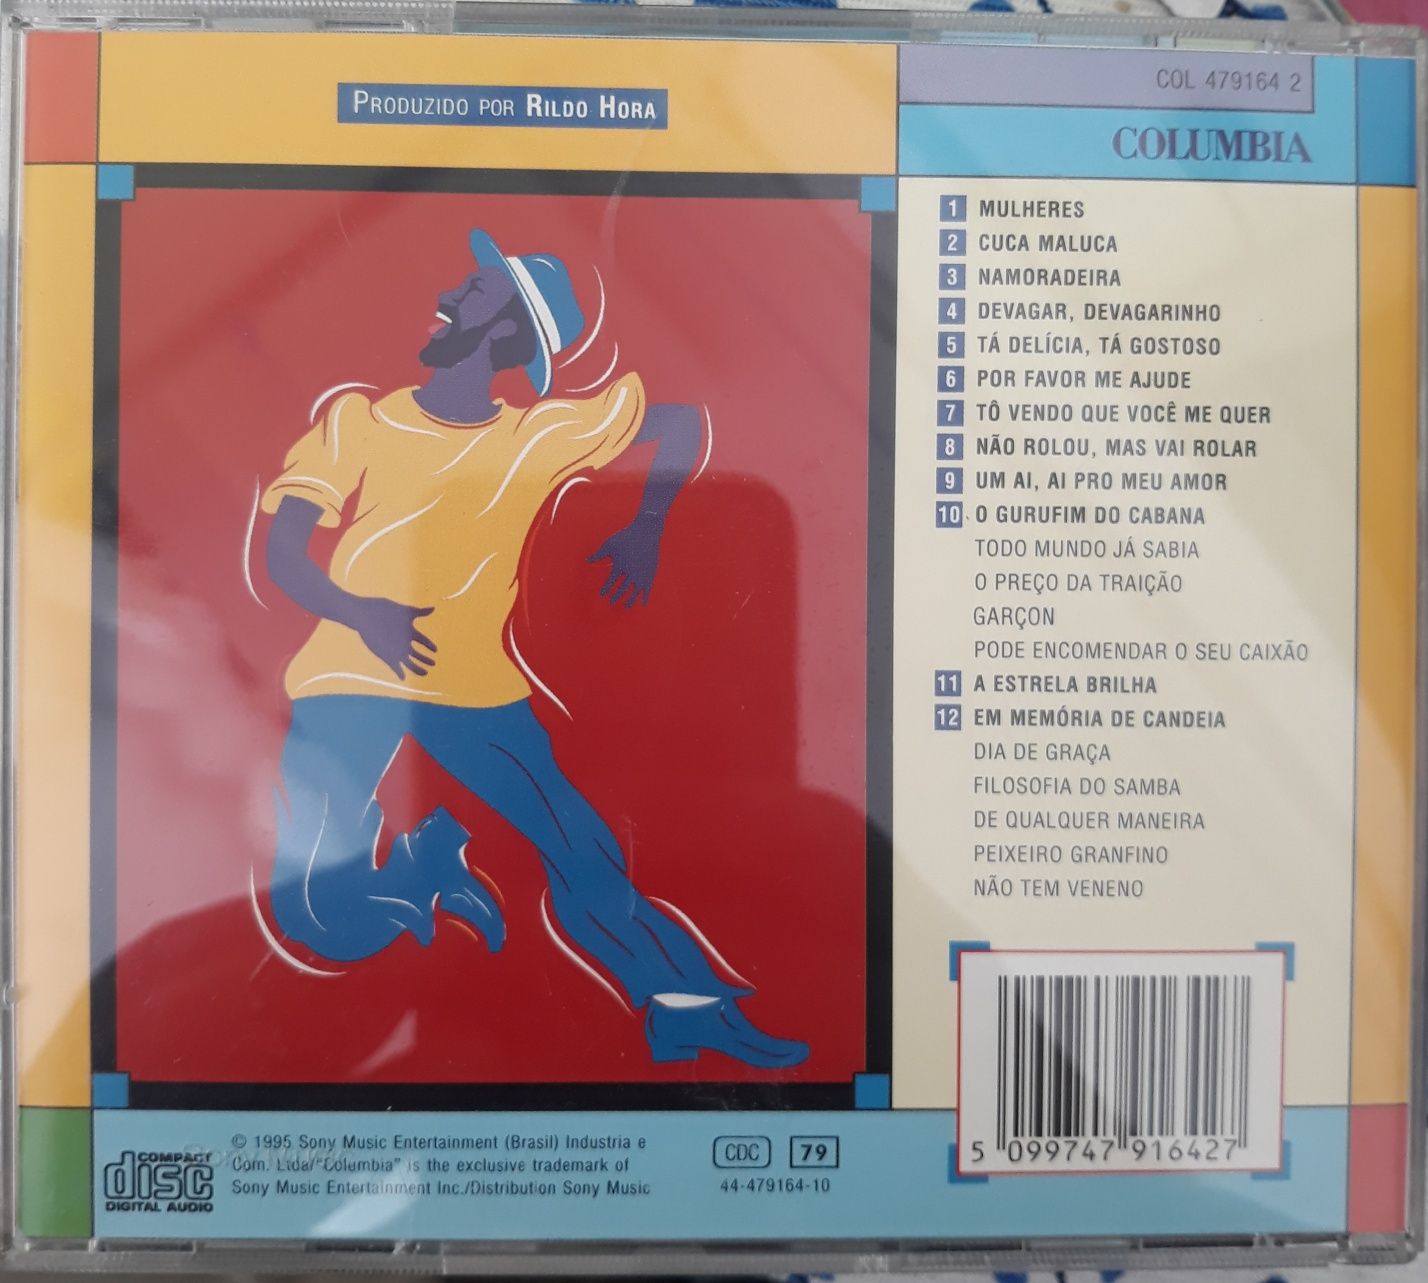 PRODUZIDO POR RILDO HORA
COL 479164 2
COLUMBIA
1 MULHERES
2 CUCA MALUCA
3 NAMORADEIRA
4 DEVAGAR, DEVAGARINHO
5 TÁ DELÍCIA, TÁ GOSTOSO
6 POR FAVOR ME AJUDE
7 TÔ VENDO QUE VOCÊ ME QUER
8 NÃO ROLOU, MAS VAI ROLAR
9 UM AI, AI PRO MEU AMOR
10 O GURUFIM DO CABANA
TODO MUNDO JÁ SABIA
O PREÇO DA TRAIÇÃO
GARÇON
PODE ENCOMENDAR O SEU CAIXÃO
11 A ESTRELA BRILHA
12 EM MEMÓRIA DE CANDEIA
DIA DE GRAÇA
FILOSOFIA DO SAMBA
DE QUALQUER MANEIRA
PEIXEIRO GRANFINO
NÃO TEM VENENO
5 099747 916427
COMPACT
disc
DIGITAL AUDIO
© 1995 Sony Music Entertainment (Brasil) Industria e
Com. Ltda/"Columbia" is the exclusive trademark of
Sony Music Entertainment Inc./Distribution Sony Music
CDC 79
44-479164-10